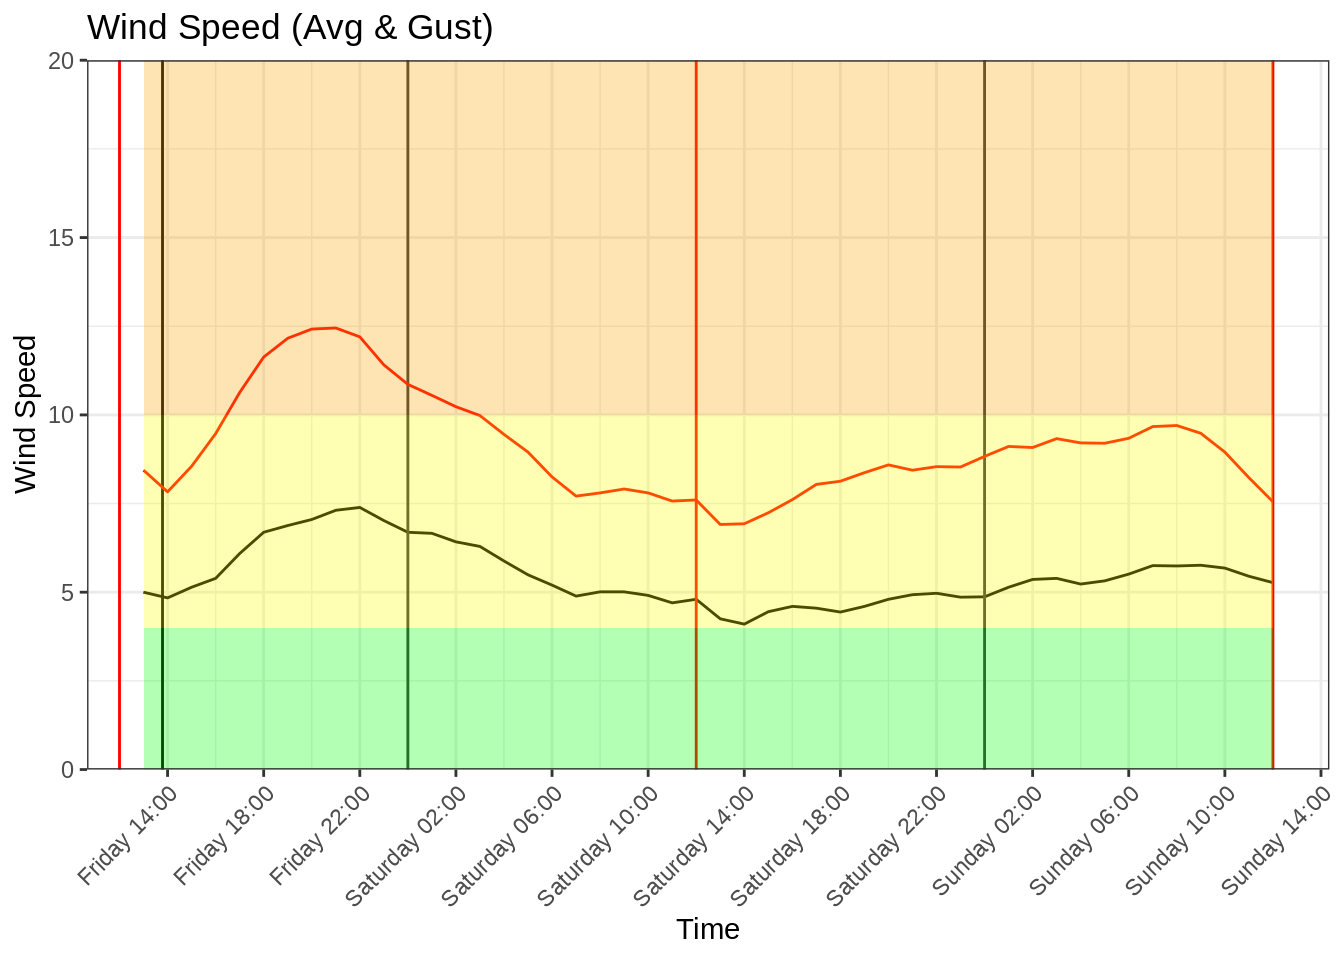 Wind Speed (Avg & Gust)
20
15
10
5
0
Wind Speed
Friday 14:00
Friday 18:00
Friday 22:00
Saturday 02:00
Saturday 06:00
Saturday 10:00
Saturday 14:00
Saturday 18:00
Saturday 22:00
Sunday 02:00
Sunday 06:00
Sunday 10:00
Sunday 14:00
Time